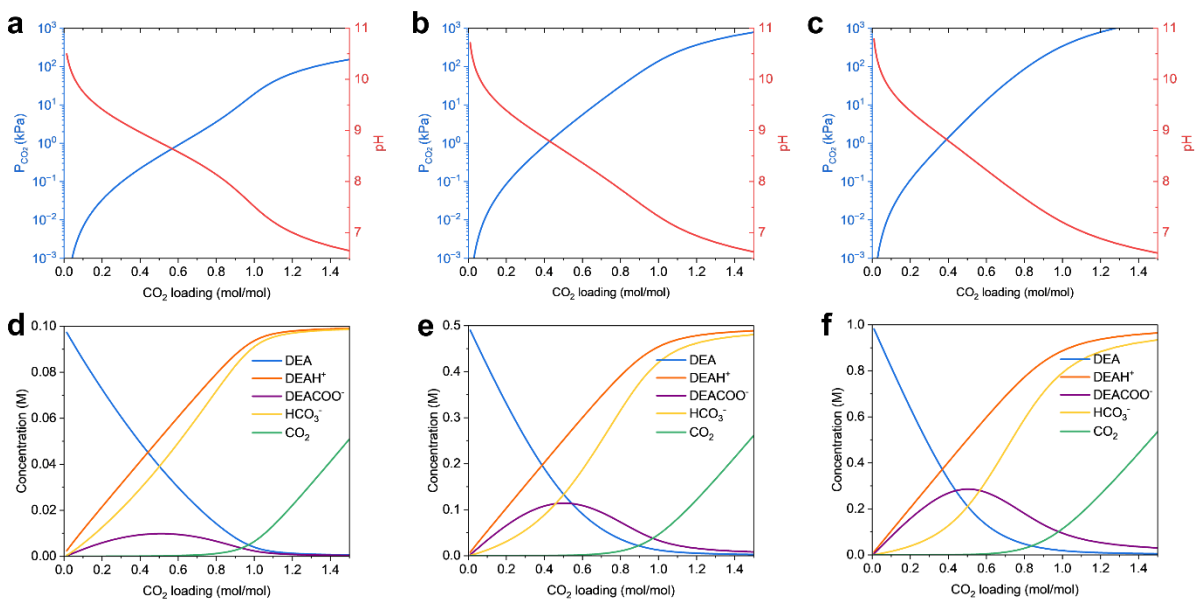 a
10³
10²
10¹
10⁰
10⁻¹
10⁻²
10⁻³
P_CO₂ (kPa)
11
10
9
8
7
pH
0.0 0.2 0.4 0.6 0.8 1.0 1.2 1.4
CO₂ loading (mol/mol)
b
10³
10²
10¹
10⁰
10⁻¹
10⁻²
10⁻³
P_CO₂ (kPa)
11
10
9
8
7
pH
0.0 0.2 0.4 0.6 0.8 1.0 1.2 1.4
CO₂ loading (mol/mol)
c
10³
10²
10¹
10⁰
10⁻¹
10⁻²
10⁻³
P_CO₂ (kPa)
11
10
9
8
7
pH
0.0 0.2 0.4 0.6 0.8 1.0 1.2 1.4
CO₂ loading (mol/mol)
d
0.10
0.08
0.06
0.04
0.02
0.00
Concentration (M)
DEA
DEAH⁺
DEACOO⁻
HCO₃⁻
CO₂
0.0 0.2 0.4 0.6 0.8 1.0 1.2 1.4
CO₂ loading (mol/mol)
e
0.5
0.4
0.3
0.2
0.1
0.0
Concentration (M)
DEA
DEAH⁺
DEACOO⁻
HCO₃⁻
CO₂
0.0 0.2 0.4 0.6 0.8 1.0 1.2 1.4
CO₂ loading (mol/mol)
f
1.0
0.8
0.6
0.4
0.2
0.0
Concentration (M)
DEA
DEAH⁺
DEACOO⁻
HCO₃⁻
CO₂
0.0 0.2 0.4 0.6 0.8 1.0 1.2 1.4
CO₂ loading (mol/mol)